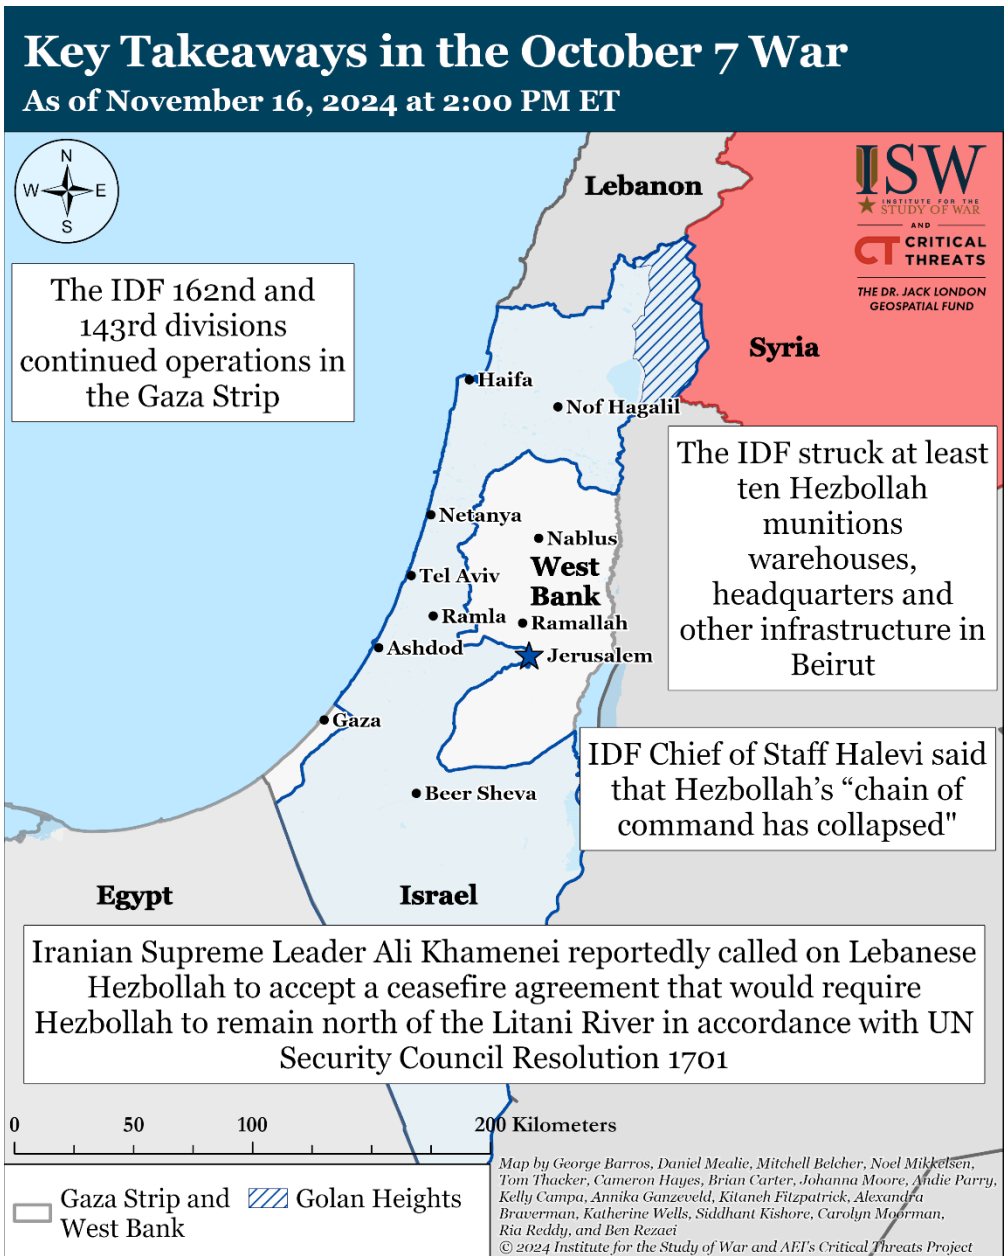 Key Takeaways in the October 7 War
As of November 16, 2024 at 2:00 PM ET
N
W
E
S
Lebanon
ISW
INSTITUTE FOR THE
STUDY OF WAR
AND
CT CRITICAL
THREATS
THE DR. JACK LONDON
GEOSPATIAL FUND
The IDF 162nd and
143rd divisions
continued operations in
the Gaza Strip
Syria
Haifa
Nof Hagalil
The IDF struck at least
ten Hezbollah
munitions
warehouses,
headquarters and
other infrastructure in
Beirut
Netanya
Nablus
West
Bank
Tel Aviv
Ramla
Ramallah
Ashdod
Jerusalem
Gaza
IDF Chief of Staff Halevi said
that Hezbollah’s “chain of
command has collapsed"
Beer Sheva
Egypt
Israel
Iranian Supreme Leader Ali Khamenei reportedly called on Lebanese
Hezbollah to accept a ceasefire agreement that would require
Hezbollah to remain north of the Litani River in accordance with UN
Security Council Resolution 1701
0 50 100 200 Kilometers
Gaza Strip and
West Bank
Golan Heights
Map by George Barros, Daniel Mealie, Mitchell Belcher, Noel Mikkelsen,
Tom Thacker, Cameron Hayes, Brian Carter, Johanna Moore, Andie Parry,
Kelly Campa, Annika Ganzeveld, Kitaneh Fitzpatrick, Alexandra
Braverman, Katherine Wells, Siddhant Kishore, Carolyn Moorman,
Ria Reddy, and Ben Rezaei
© 2024 Institute for the Study of War and AEI's Critical Threats Project